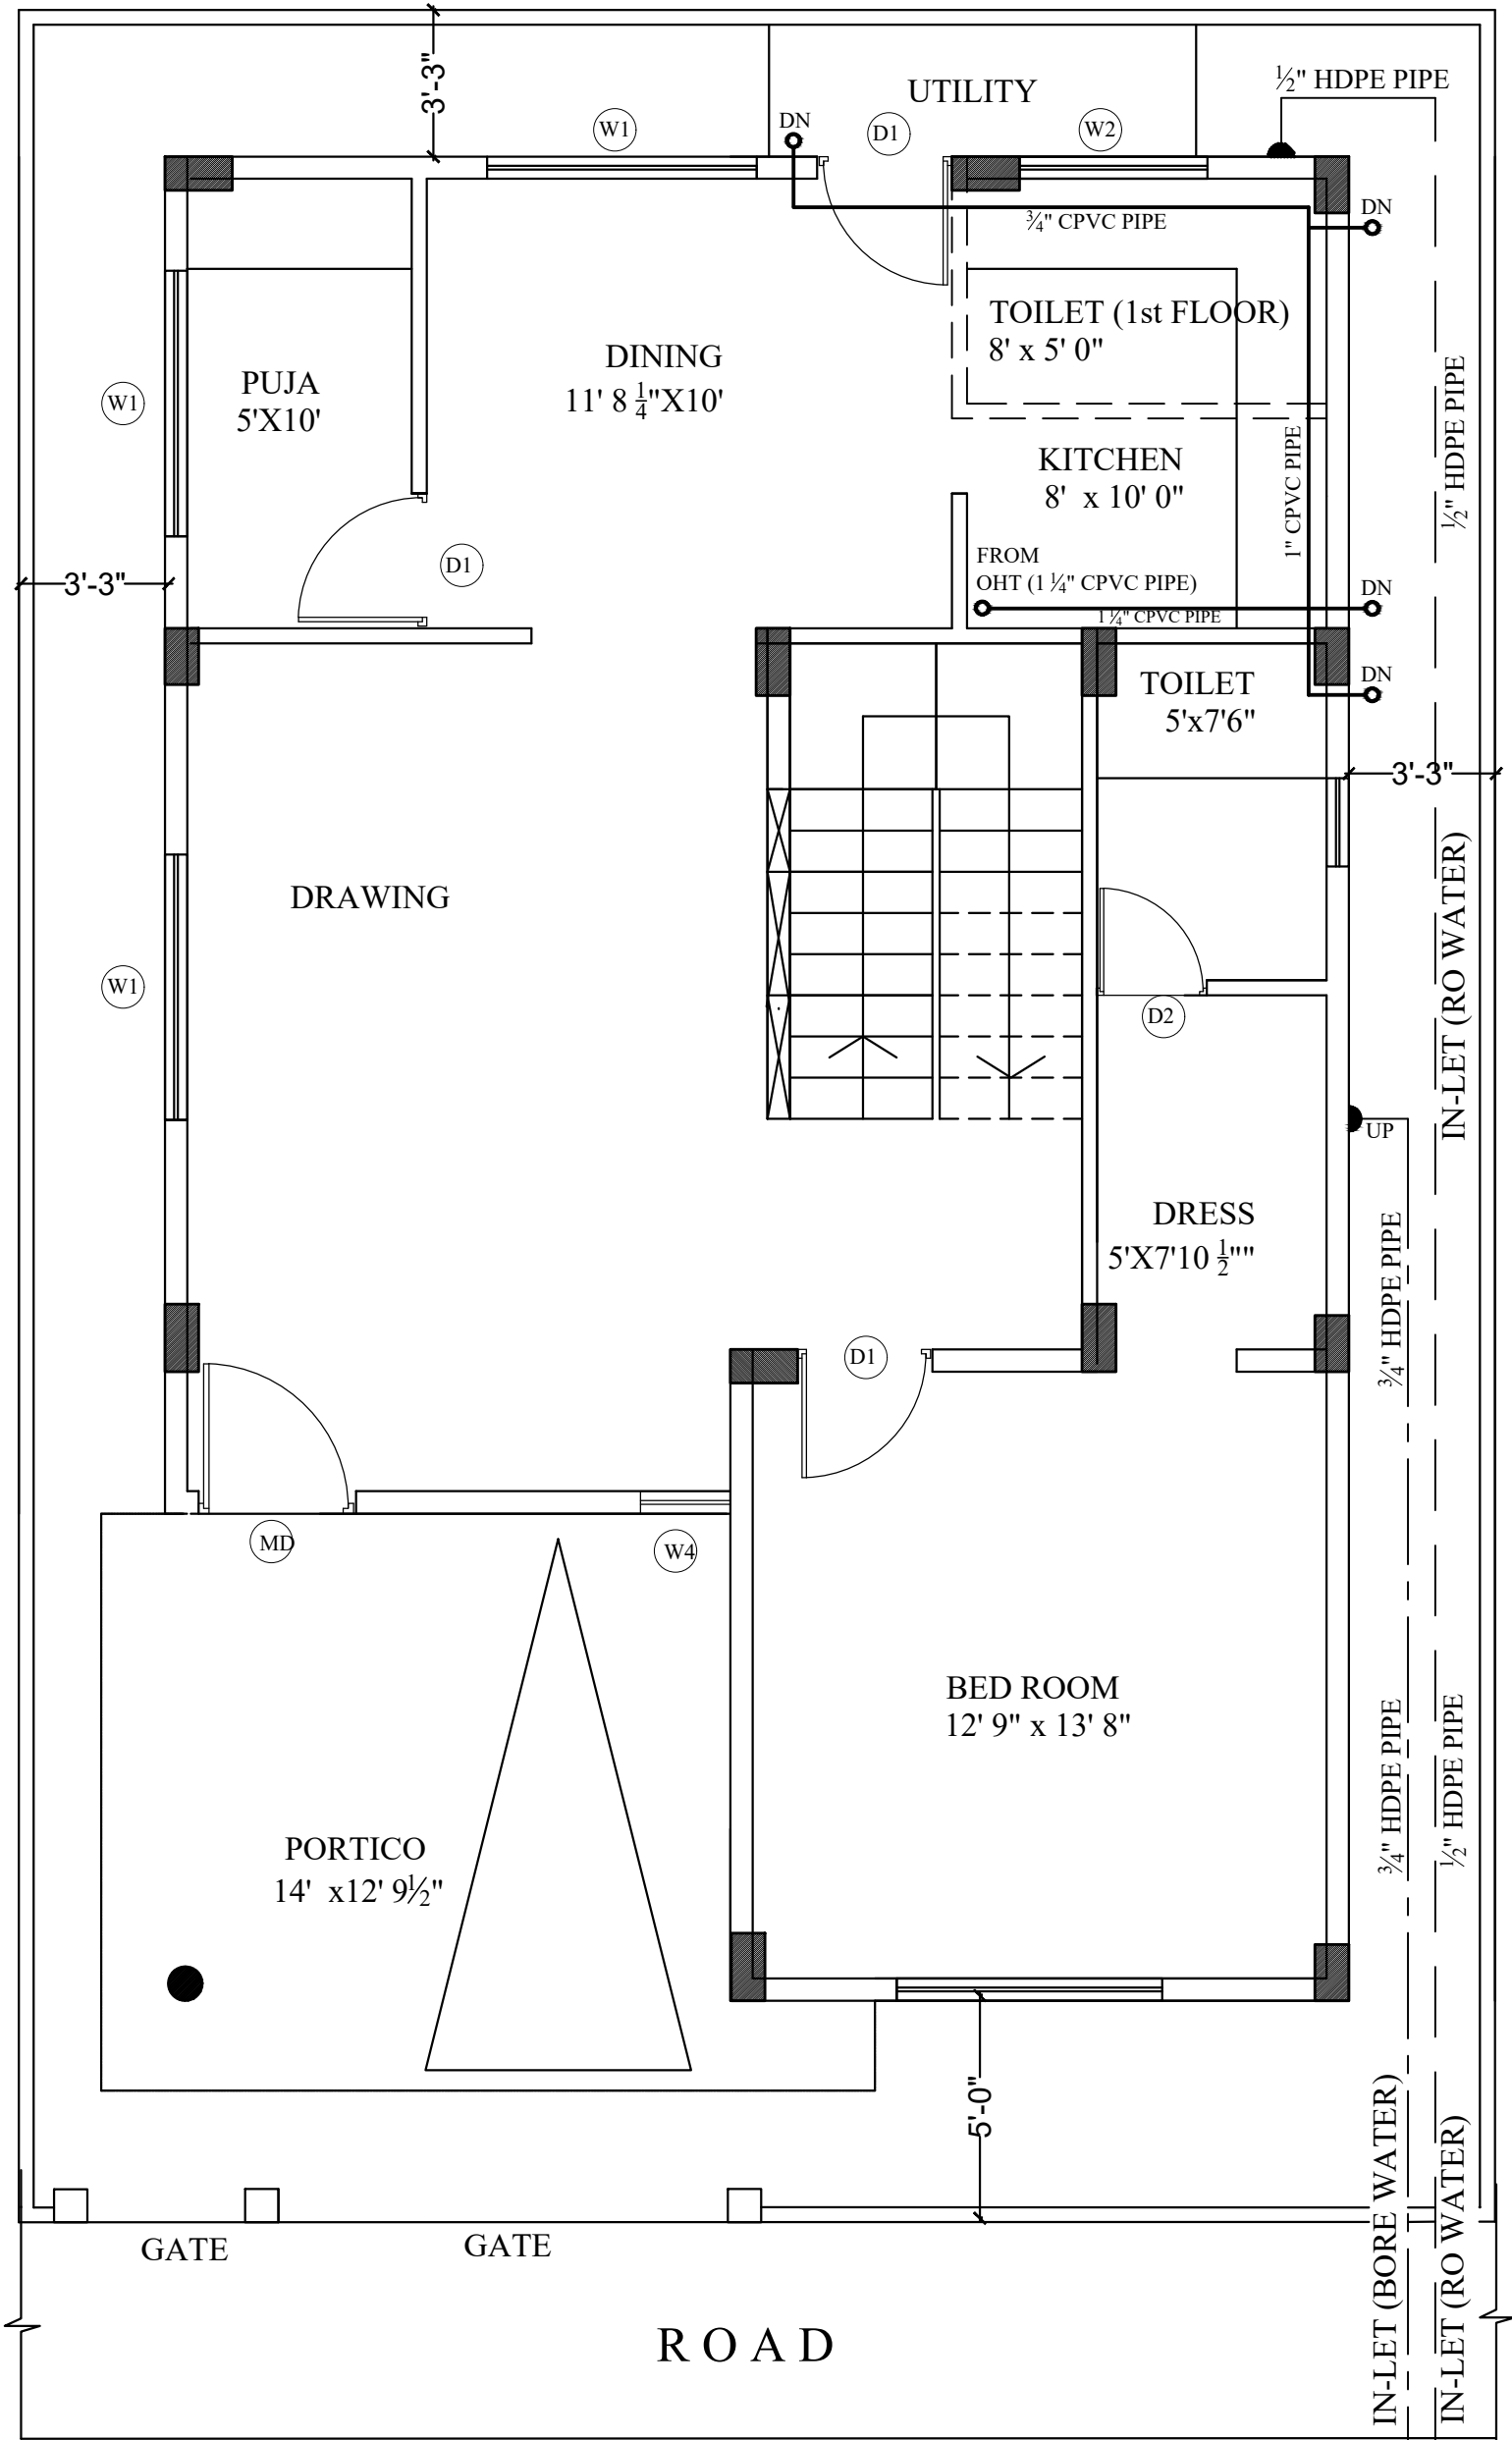 3'-3"
UTILITY
½" HDPE PIPE
W1
DN
D1
W2
¾" CPVC PIPE
DN
TOILET (1st FLOOR)
8' x 5' 0"
DINING
11' 8 ¼"X10'
PUJA
5'X10'
W1
½" HDPE PIPE
KITCHEN
8' x 10' 0"
1" CPVC PIPE
D1
FROM
OHT (1 ¼" CPVC PIPE)
3'-3"
DN
1 ¼" CPVC PIPE
TOILET
5'x7'6"
DN
3'-3"
DRAWING
W1
D2
IN-LET (RO WATER)
UP
DRESS
5'X7'10 ½""
¾" HDPE PIPE
D1
MD
W4
BED ROOM
12' 9" x 13' 8"
¾" HDPE PIPE
½" HDPE PIPE
PORTICO
14' x12' 9½"
5'-0"
GATE
GATE
IN-LET (BORE WATER)
IN-LET (RO WATER)
ROAD